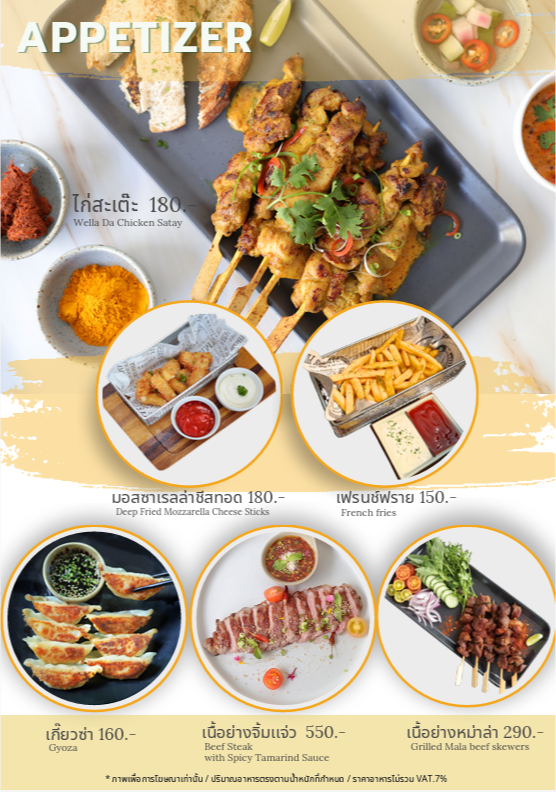 APPETIZER
ไก่สะเต๊ะ 180.-
Wella Da Chicken Satay
มอสซาเรลล่าชีสทอด 180.-
Deep Fried Mozzarella Cheese Sticks
เฟรนช์ฟราย 150.-
French fries
เกี๊ยวซ่า 160.-
Gyoza
เนื้อย่างจิ้มแจ่ว 550.-
Beef Steak
with Spicy Tamarind Sauce
เนื้อย่างหม่าล่า 290.-
Grilled Mala beef skewers
* ภาพเพื่อการโฆษณาเท่านั้น / ปริมาณอาหารตรงตามน้ำหนักที่กำหนด / ราคาอาหารไม่รวม VAT.7%